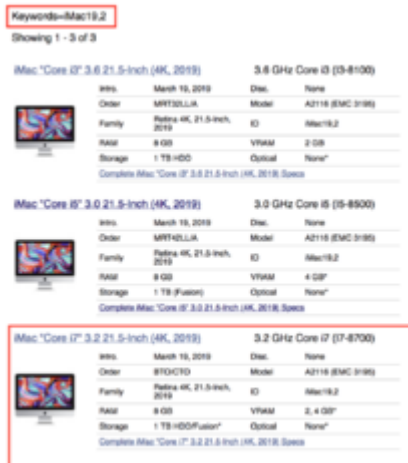 Keywords=iMac19,2
Showing 1 - 3 of 3
iMac "Core i3" 3.6 21.5-Inch (4K, 2019) 3.6 GHz Core i3 (I3-8100)
Intro. March 19, 2019 Disc. None
Order MRT32LL/A Model A2116 (EMC 3195)
Family Retina 4K, 21.5-Inch, 2019 ID iMac19,2
RAM 8 GB VRAM 2 GB
Storage 1 TB HDD Optical None*
Complete iMac "Core i3" 3.6 21.5-Inch (4K, 2019) Specs
iMac "Core i5" 3.0 21.5-Inch (4K, 2019) 3.0 GHz Core i5 (I5-8500)
Intro. March 19, 2019 Disc. None
Order MRT42LL/A Model A2116 (EMC 3195)
Family Retina 4K, 21.5-Inch, 2019 ID iMac19,2
RAM 8 GB VRAM 4 GB*
Storage 1 TB (Fusion) Optical None*
Complete iMac "Core i5" 3.0 21.5-Inch (4K, 2019) Specs
iMac "Core i7" 3.2 21.5-Inch (4K, 2019) 3.2 GHz Core i7 (I7-8700)
Intro. March 19, 2019 Disc. None
Order BTO/CTO Model A2116 (EMC 3195)
Family Retina 4K, 21.5-Inch, 2019 ID iMac19,2
RAM 8 GB VRAM 2, 4 GB*
Storage 1 TB HDD/Fusion* Optical None*
Complete iMac "Core i7" 3.2 21.5-Inch (4K, 2019) Specs